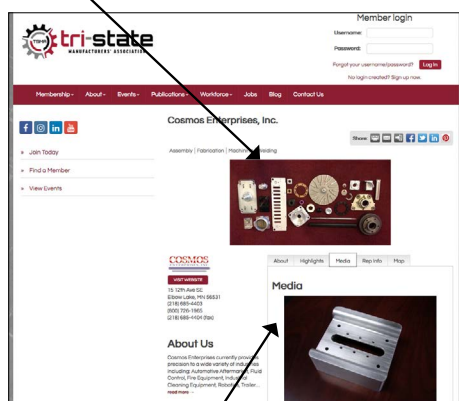 Member login
Username:
Password:
Forgot your username/password? Log In
No login created? Sign up now.
TSMA tri-state
MANUFACTURERS' ASSOCIATION
Membership About Events Publications Workforce Jobs Blog Contact Us
Cosmos Enterprises, Inc.
Share:
Assembly | Fabrication | Machining Welding
» Join Today
» Find a Member
» View Events
COSMOS
VISIT WEBSITE
15 12th Ave SE
Elbow Lake, MN 56531
(218) 685-4403
(800) 726-1965
(218) 685-4404 (fax)
About Highlights Media Rep Info Map
Media
About Us
Cosmos Enterprises currently provides
precision to a wide variety of industries
including: Automotive Aftermarket, Fluid
Control, Fire Equipment, Industrial
Cleaning Equipment, Robotics, Trailer...
read more →